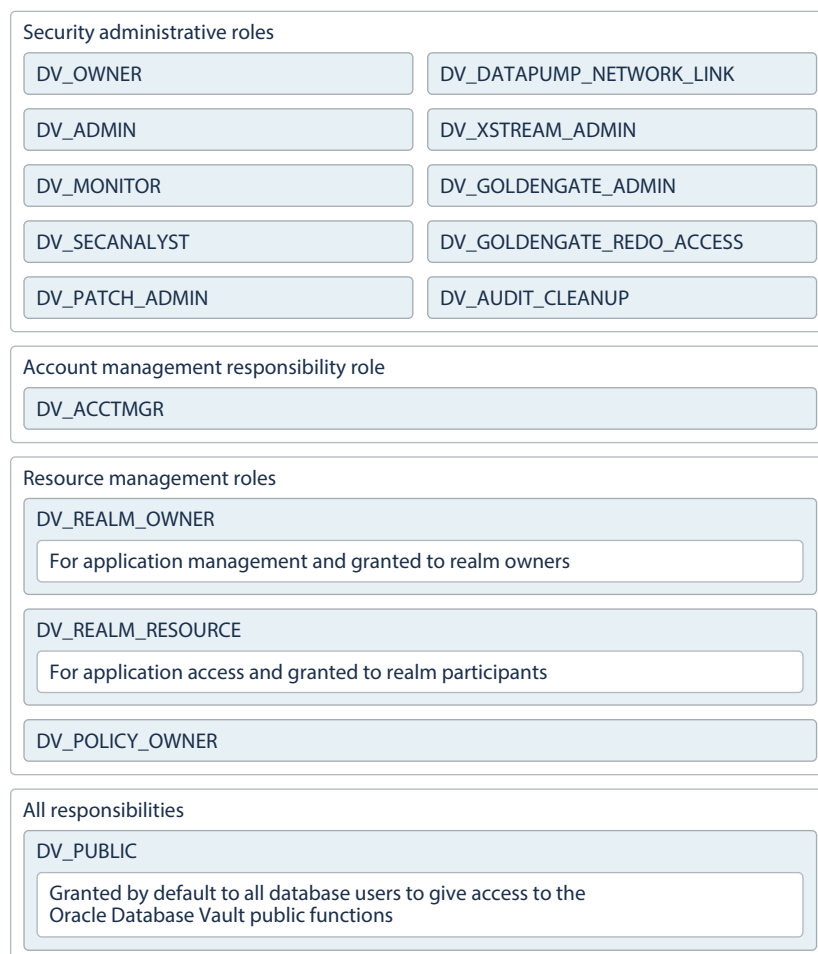 Security administrative roles
DV_OWNER
DV_DATAPUMP_NETWORK_LINK
DV_ADMIN
DV_XSTREAM_ADMIN
DV_MONITOR
DV_GOLDENGATE_ADMIN
DV_SECANALYST
DV_GOLDENGATE_REDO_ACCESS
DV_PATCH_ADMIN
DV_AUDIT_CLEANUP
Account management responsibility role
DV_ACCTMGR
Resource management roles
DV_REALM_OWNER
For application management and granted to realm owners
DV_REALM_RESOURCE
For application access and granted to realm participants
DV_POLICY_OWNER
All responsibilities
DV_PUBLIC
Granted by default to all database users to give access to the
Oracle Database Vault public functions